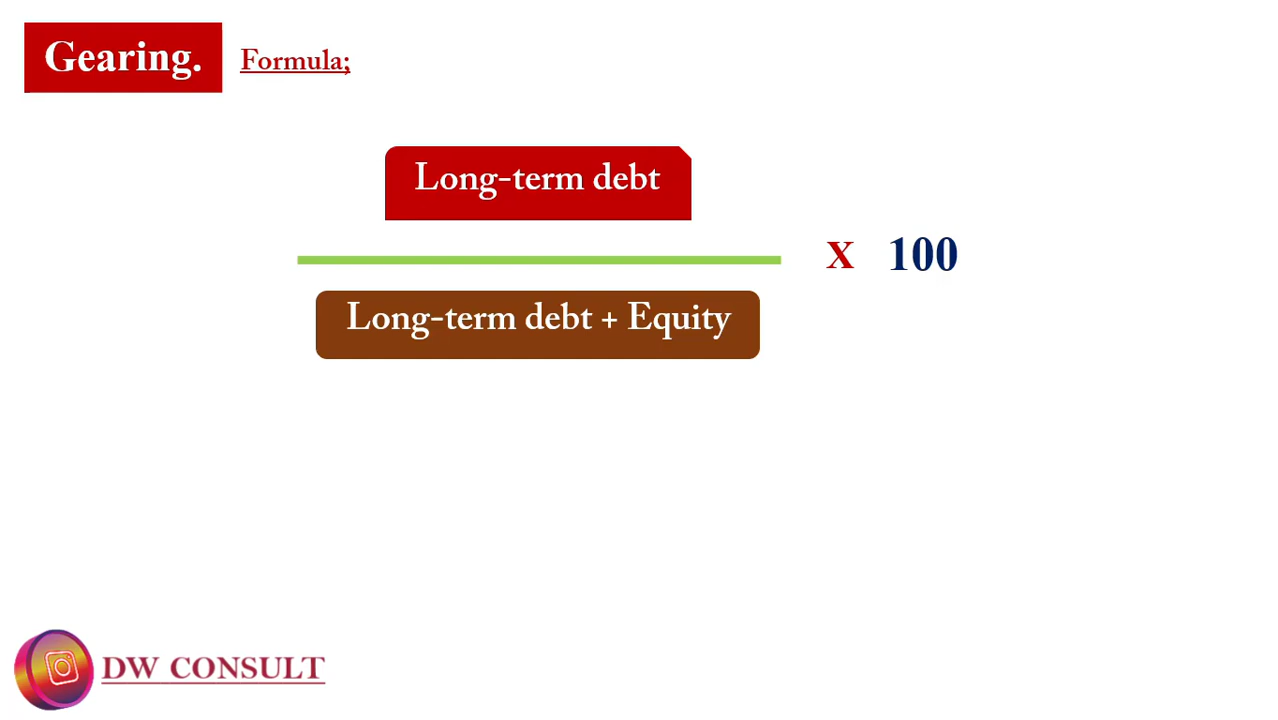 Gearing. Formula;
Long-term debt
X 100
Long-term debt + Equity
DW CONSULT